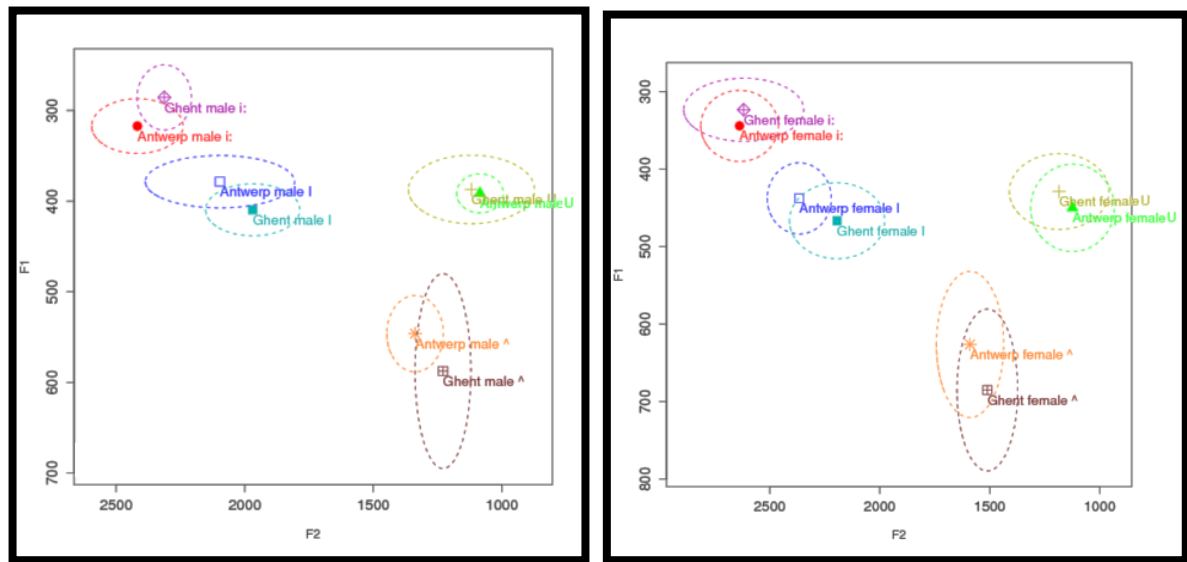 300
400
500
600
700
F1
Ghent male i:
Antwerp male i:
Antwerp male I
Ghent male I
Ghent male U
Antwerp male U
Antwerp male ^
Ghent male ^
2500 2000 1500 1000
F2
300
400
500
600
700
800
F1
Ghent female i:
Antwerp female i:
Antwerp female I
Ghent female I
Ghent female U
Antwerp female U
Antwerp female ^
Ghent female ^
2500 2000 1500 1000
F2